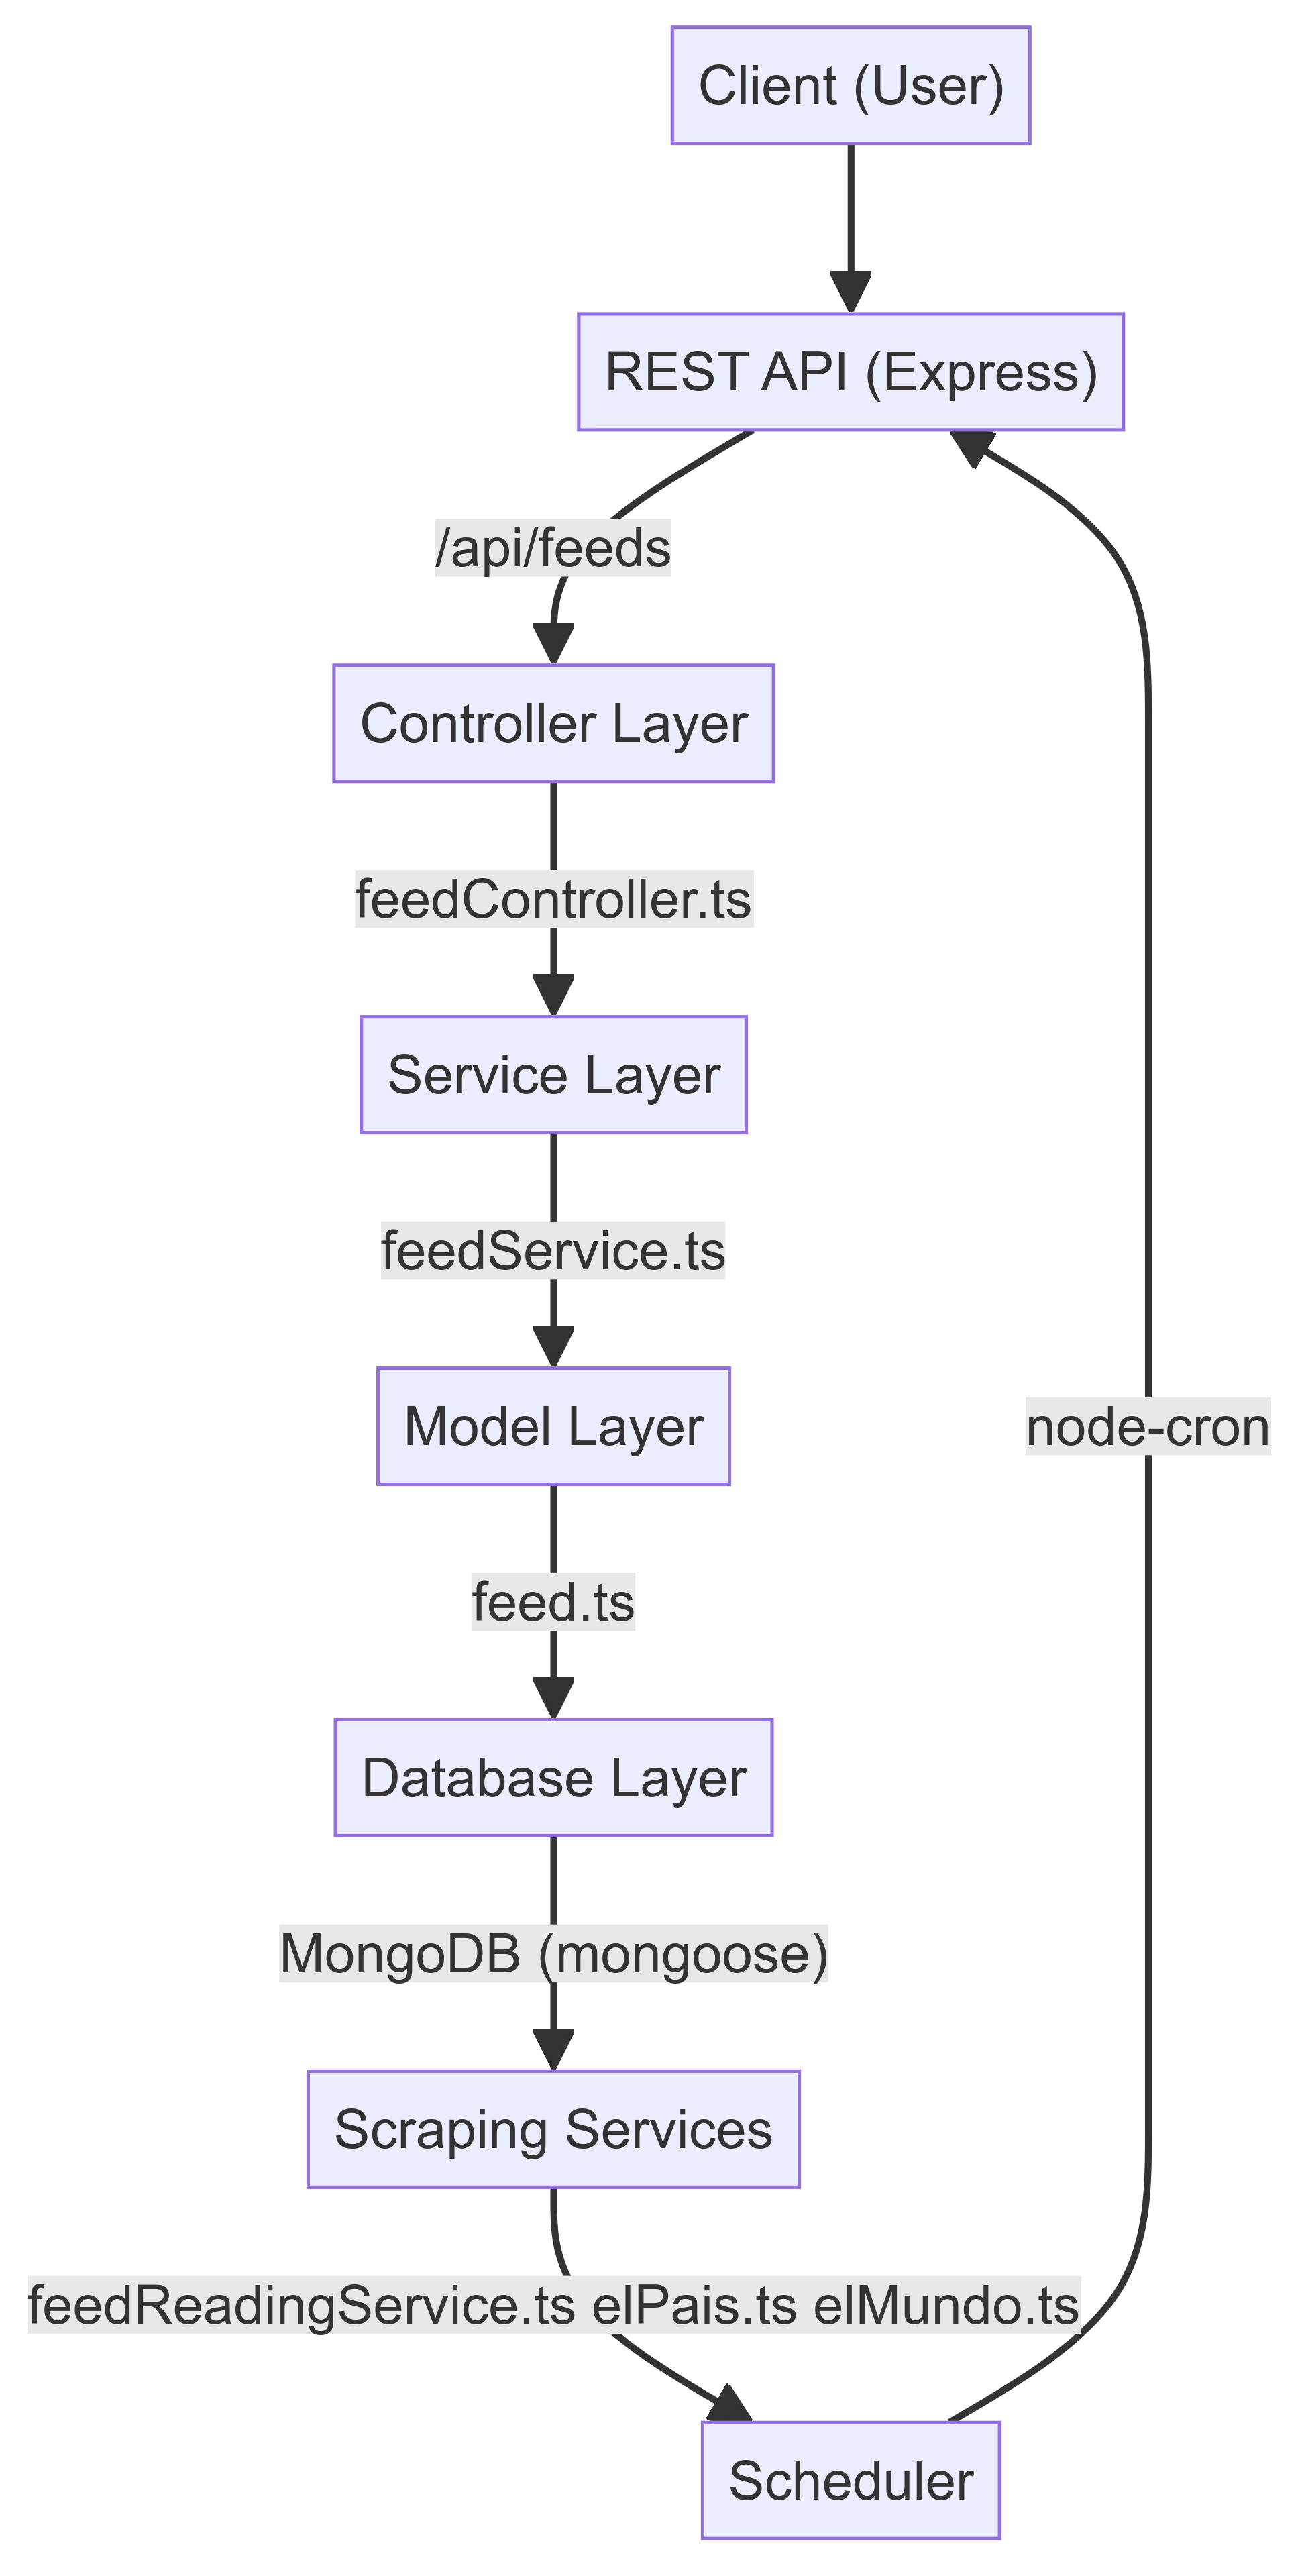 Client (User)
REST API (Express)
/api/feeds
Controller Layer
feedController.ts
Service Layer
feedService.ts
Model Layer
node-cron
feed.ts
Database Layer
MongoDB (mongoose)
Scraping Services
feedReadingService.ts elPais.ts elMundo.ts
Scheduler